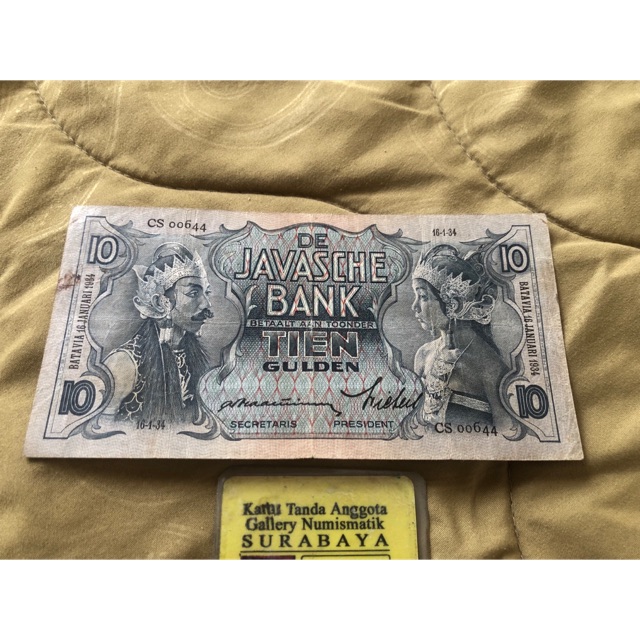 CS 00644
16-1-34
10
10
DE
JAVASCHE
BANK
BETAALT AAN TOONDER
TIEN
GULDEN
BATAVIA 16 JANUARI 1934
BATAVIA 16 JANUARI 1934
10
10
16-1-34
SECRETARIS
PRESIDENT
CS 00644
Kartu Tanda Anggota
Gallery Numismatik
SURABAYA